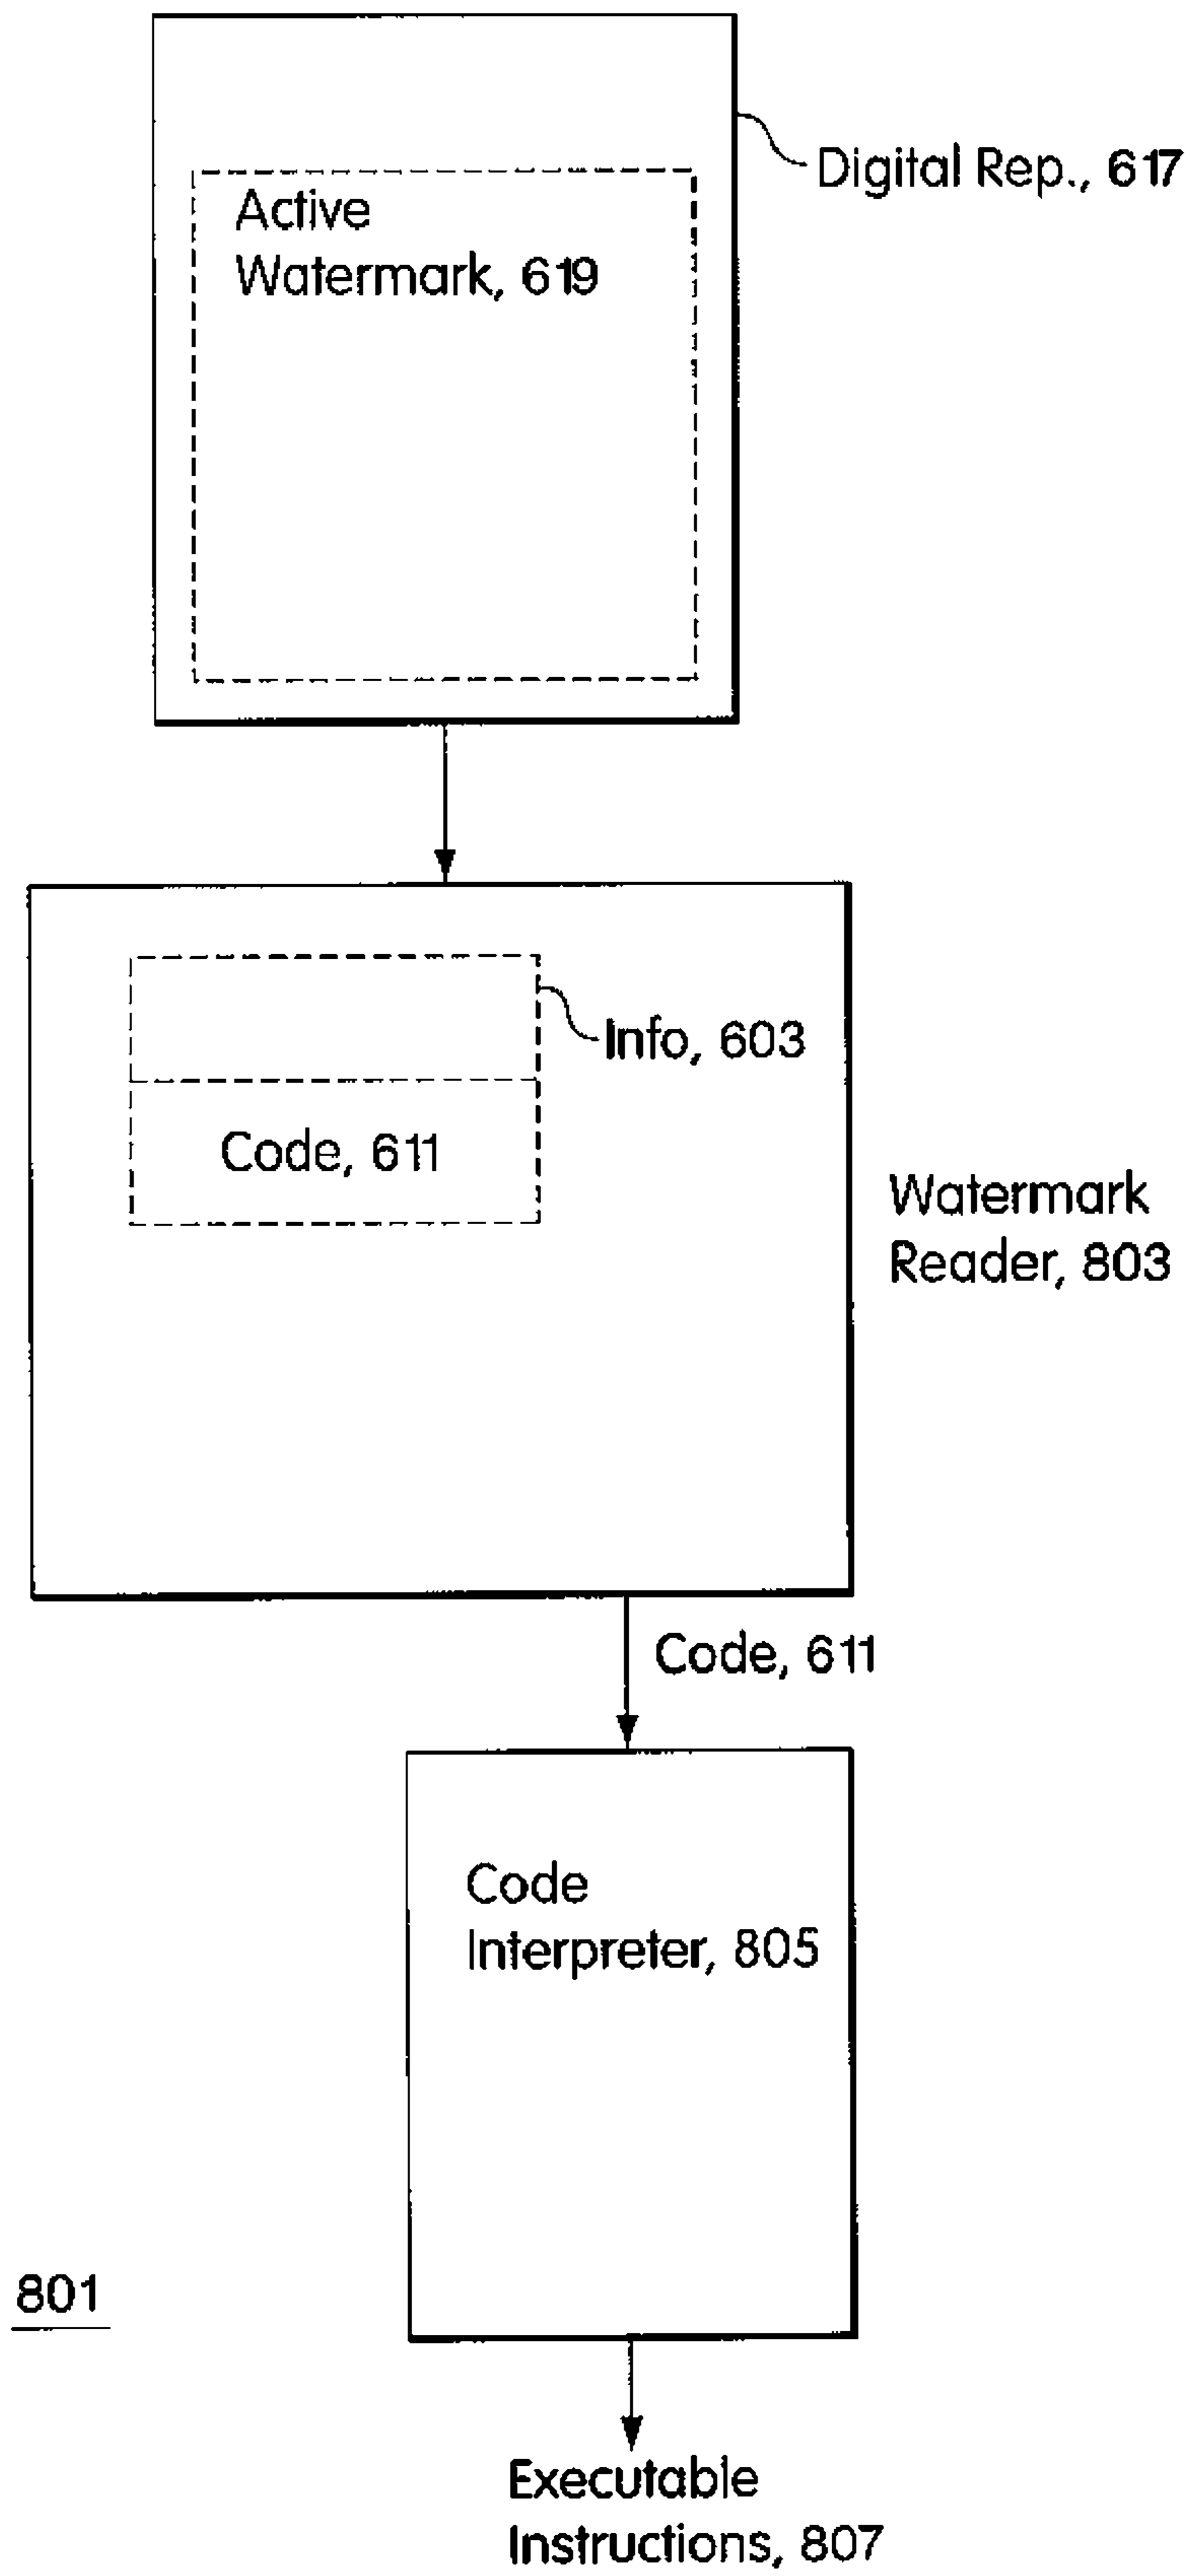 Digital Rep., 617
Active
Watermark, 619
Info, 603
Code, 611
Watermark
Reader, 803
Code, 611
Code
Interpreter, 805
801
Executable
Instructions, 807